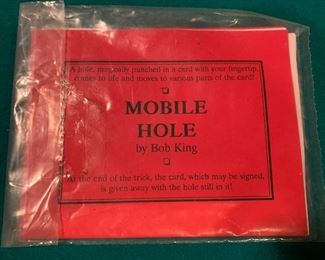 A hole, magically punched in a card with your fingertip,
comes to life and moves to various parts of the card!
MOBILE
HOLE
by Bob King
At the end of the trick, the card, which may be signed,
is given away with the hole still in it!